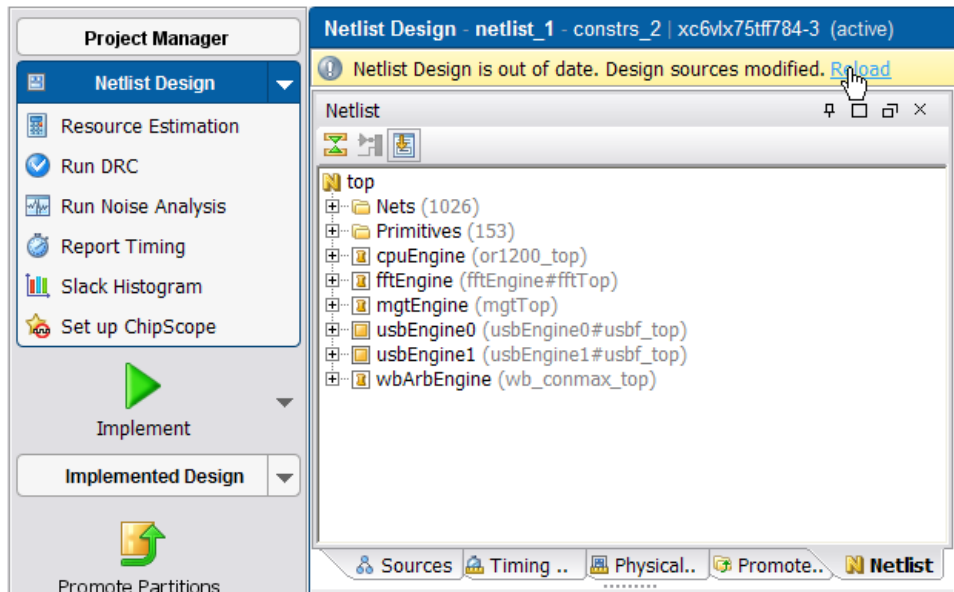 Project Manager
Netlist Design
Resource Estimation
Run DRC
Run Noise Analysis
Report Timing
Slack Histogram
Set up ChipScope
Implement
Implemented Design
Promote Partitions
Netlist Design - netlist_1 - constrs_2 | xc6vlx75tff784-3 (active)
Netlist Design is out of date. Design sources modified. Reload
Netlist
top
Nets (1026)
Primitives (153)
cpuEngine (or1200_top)
fftEngine (fftEngine#fftTop)
mgtEngine (mgtTop)
usbEngine0 (usbEngine0#usbf_top)
usbEngine1 (usbEngine1#usbf_top)
wbArbEngine (wb_conmax_top)
Sources Timing .. Physical.. Promote.. Netlist